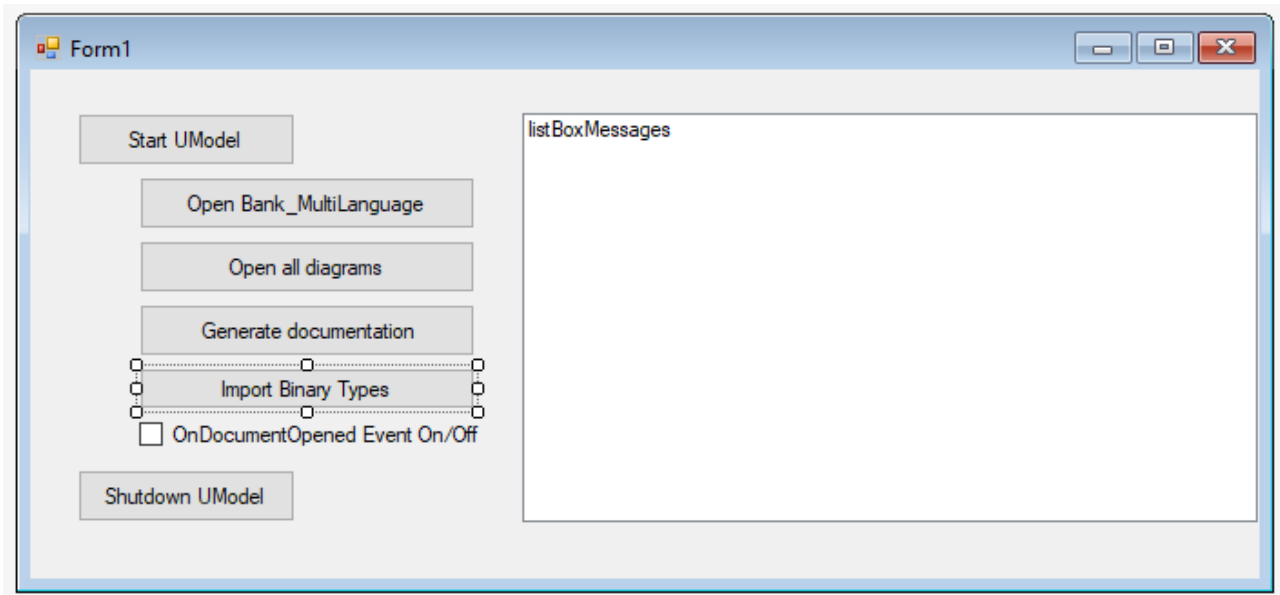 Form1
Start UModel
Open Bank_MultiLanguage
Open all diagrams
Generate documentation
Import Binary Types
OnDocumentOpened Event On/Off
Shutdown UModel
listBoxMessages